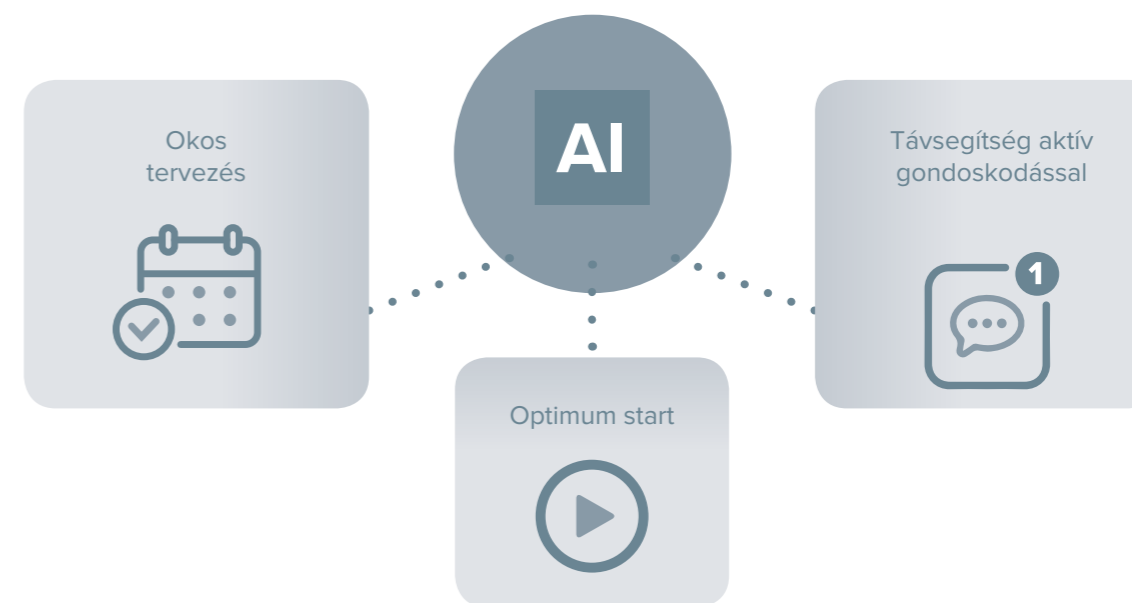 AI
Okos
tervezés
Távsegítség aktív
gondoskodással
1
Optimum start